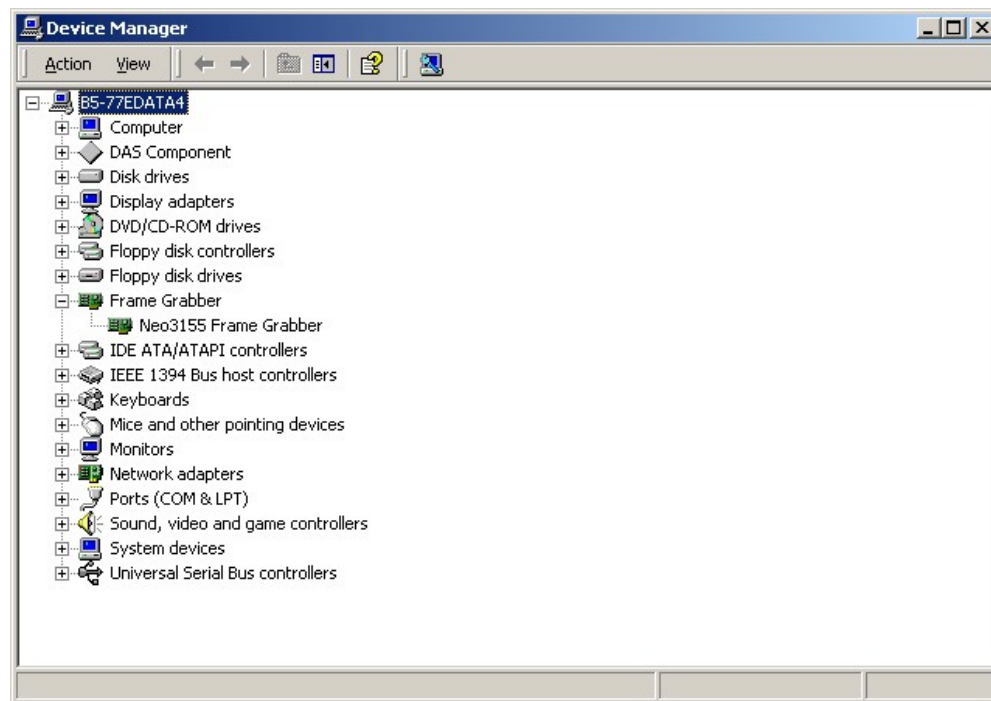 Device Manager
Action View
B5-77EDATA4
Computer
DAS Component
Disk drives
Display adapters
DVD/CD-ROM drives
Floppy disk controllers
Floppy disk drives
Frame Grabber
Neo3155 Frame Grabber
IDE ATA/ATAPI controllers
IEEE 1394 Bus host controllers
Keyboards
Mice and other pointing devices
Monitors
Network adapters
Ports (COM & LPT)
Sound, video and game controllers
System devices
Universal Serial Bus controllers